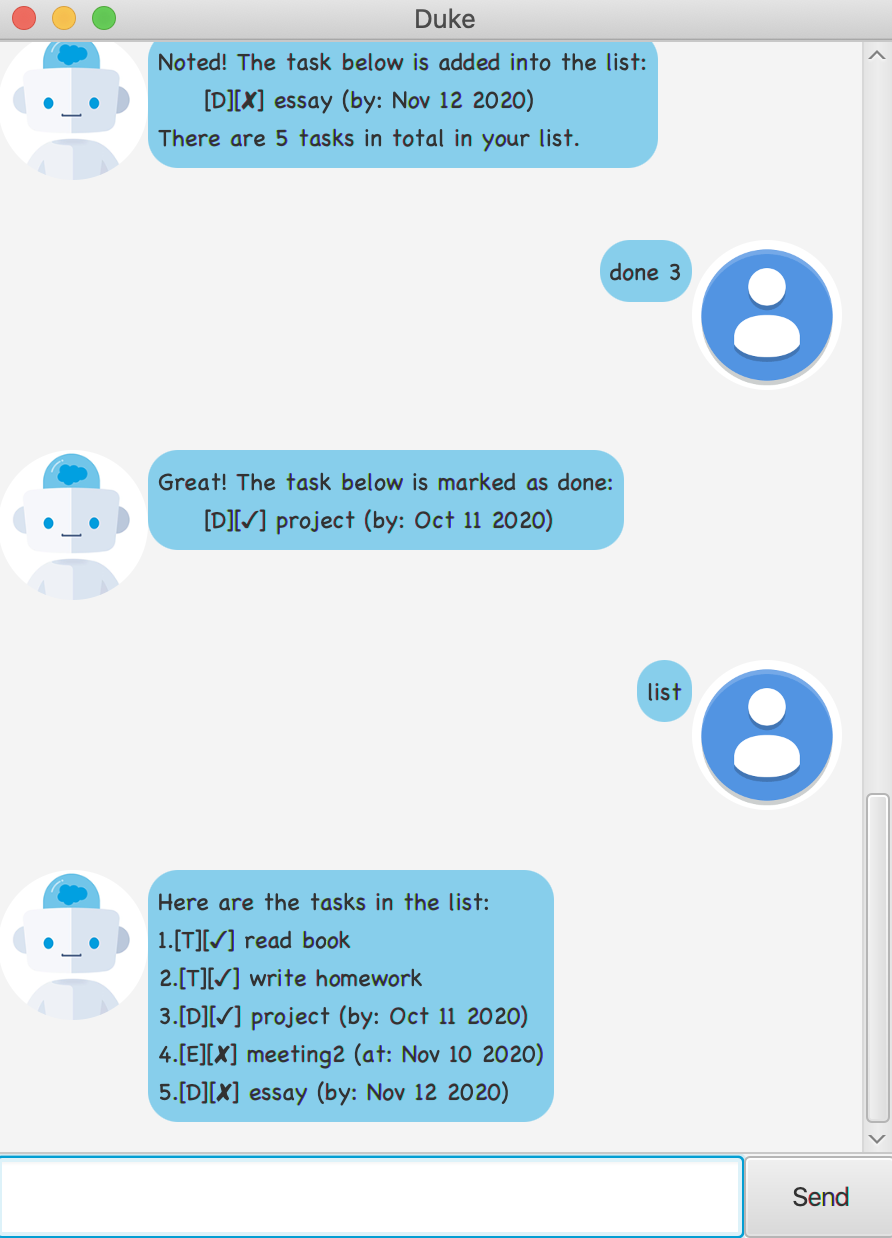 Duke
Noted! The task below is added into the list:
[D][✘] essay (by: Nov 12 2020)
There are 5 tasks in total in your list.
done 3
Great! The task below is marked as done:
[D][✓] project (by: Oct 11 2020)
list
Here are the tasks in the list:
1.[T][✓] read book
2.[T][✓] write homework
3.[D][✓] project (by: Oct 11 2020)
4.[E][✘] meeting2 (at: Nov 10 2020)
5.[D][✘] essay (by: Nov 12 2020)
Send